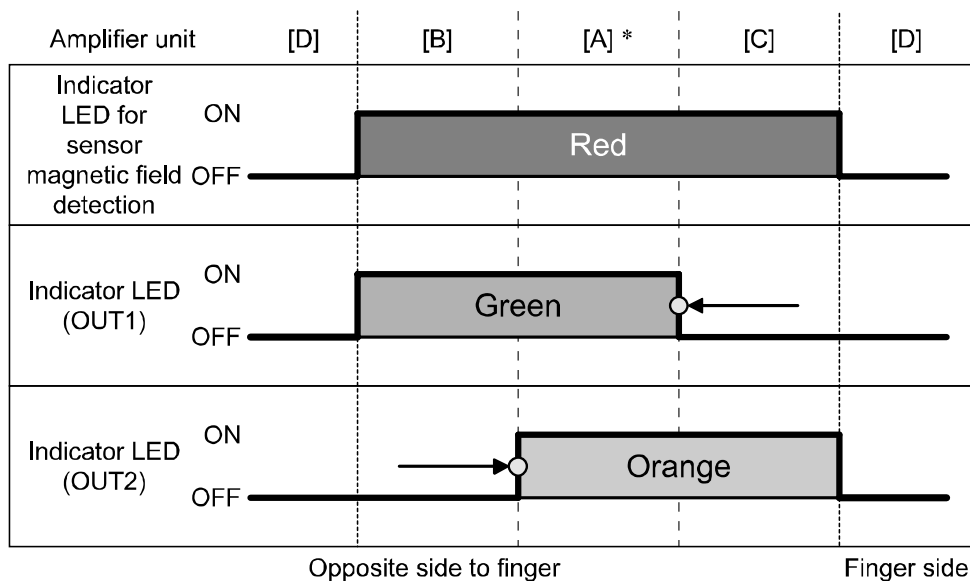 Amplifier unit [D] [B] [A] * [C] [D]
Indicator
LED for
sensor
magnetic field
detection
ON
OFF
Red
Indicator LED
(OUT1)
ON
OFF
Green
Indicator LED
(OUT2)
ON
OFF
Orange
Opposite side to finger Finger side